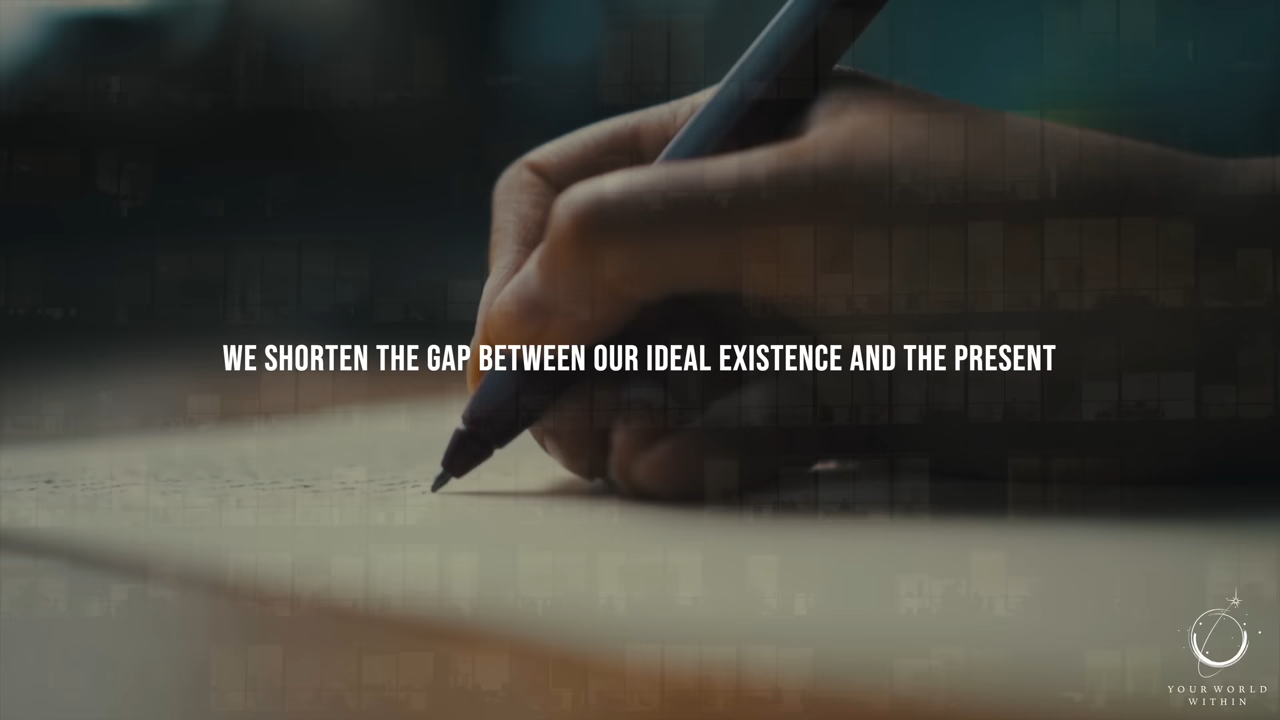 WE SHORTEN THE GAP BETWEEN OUR IDEAL EXISTENCE AND THE PRESENT
YOUR WORLD
WITHIN